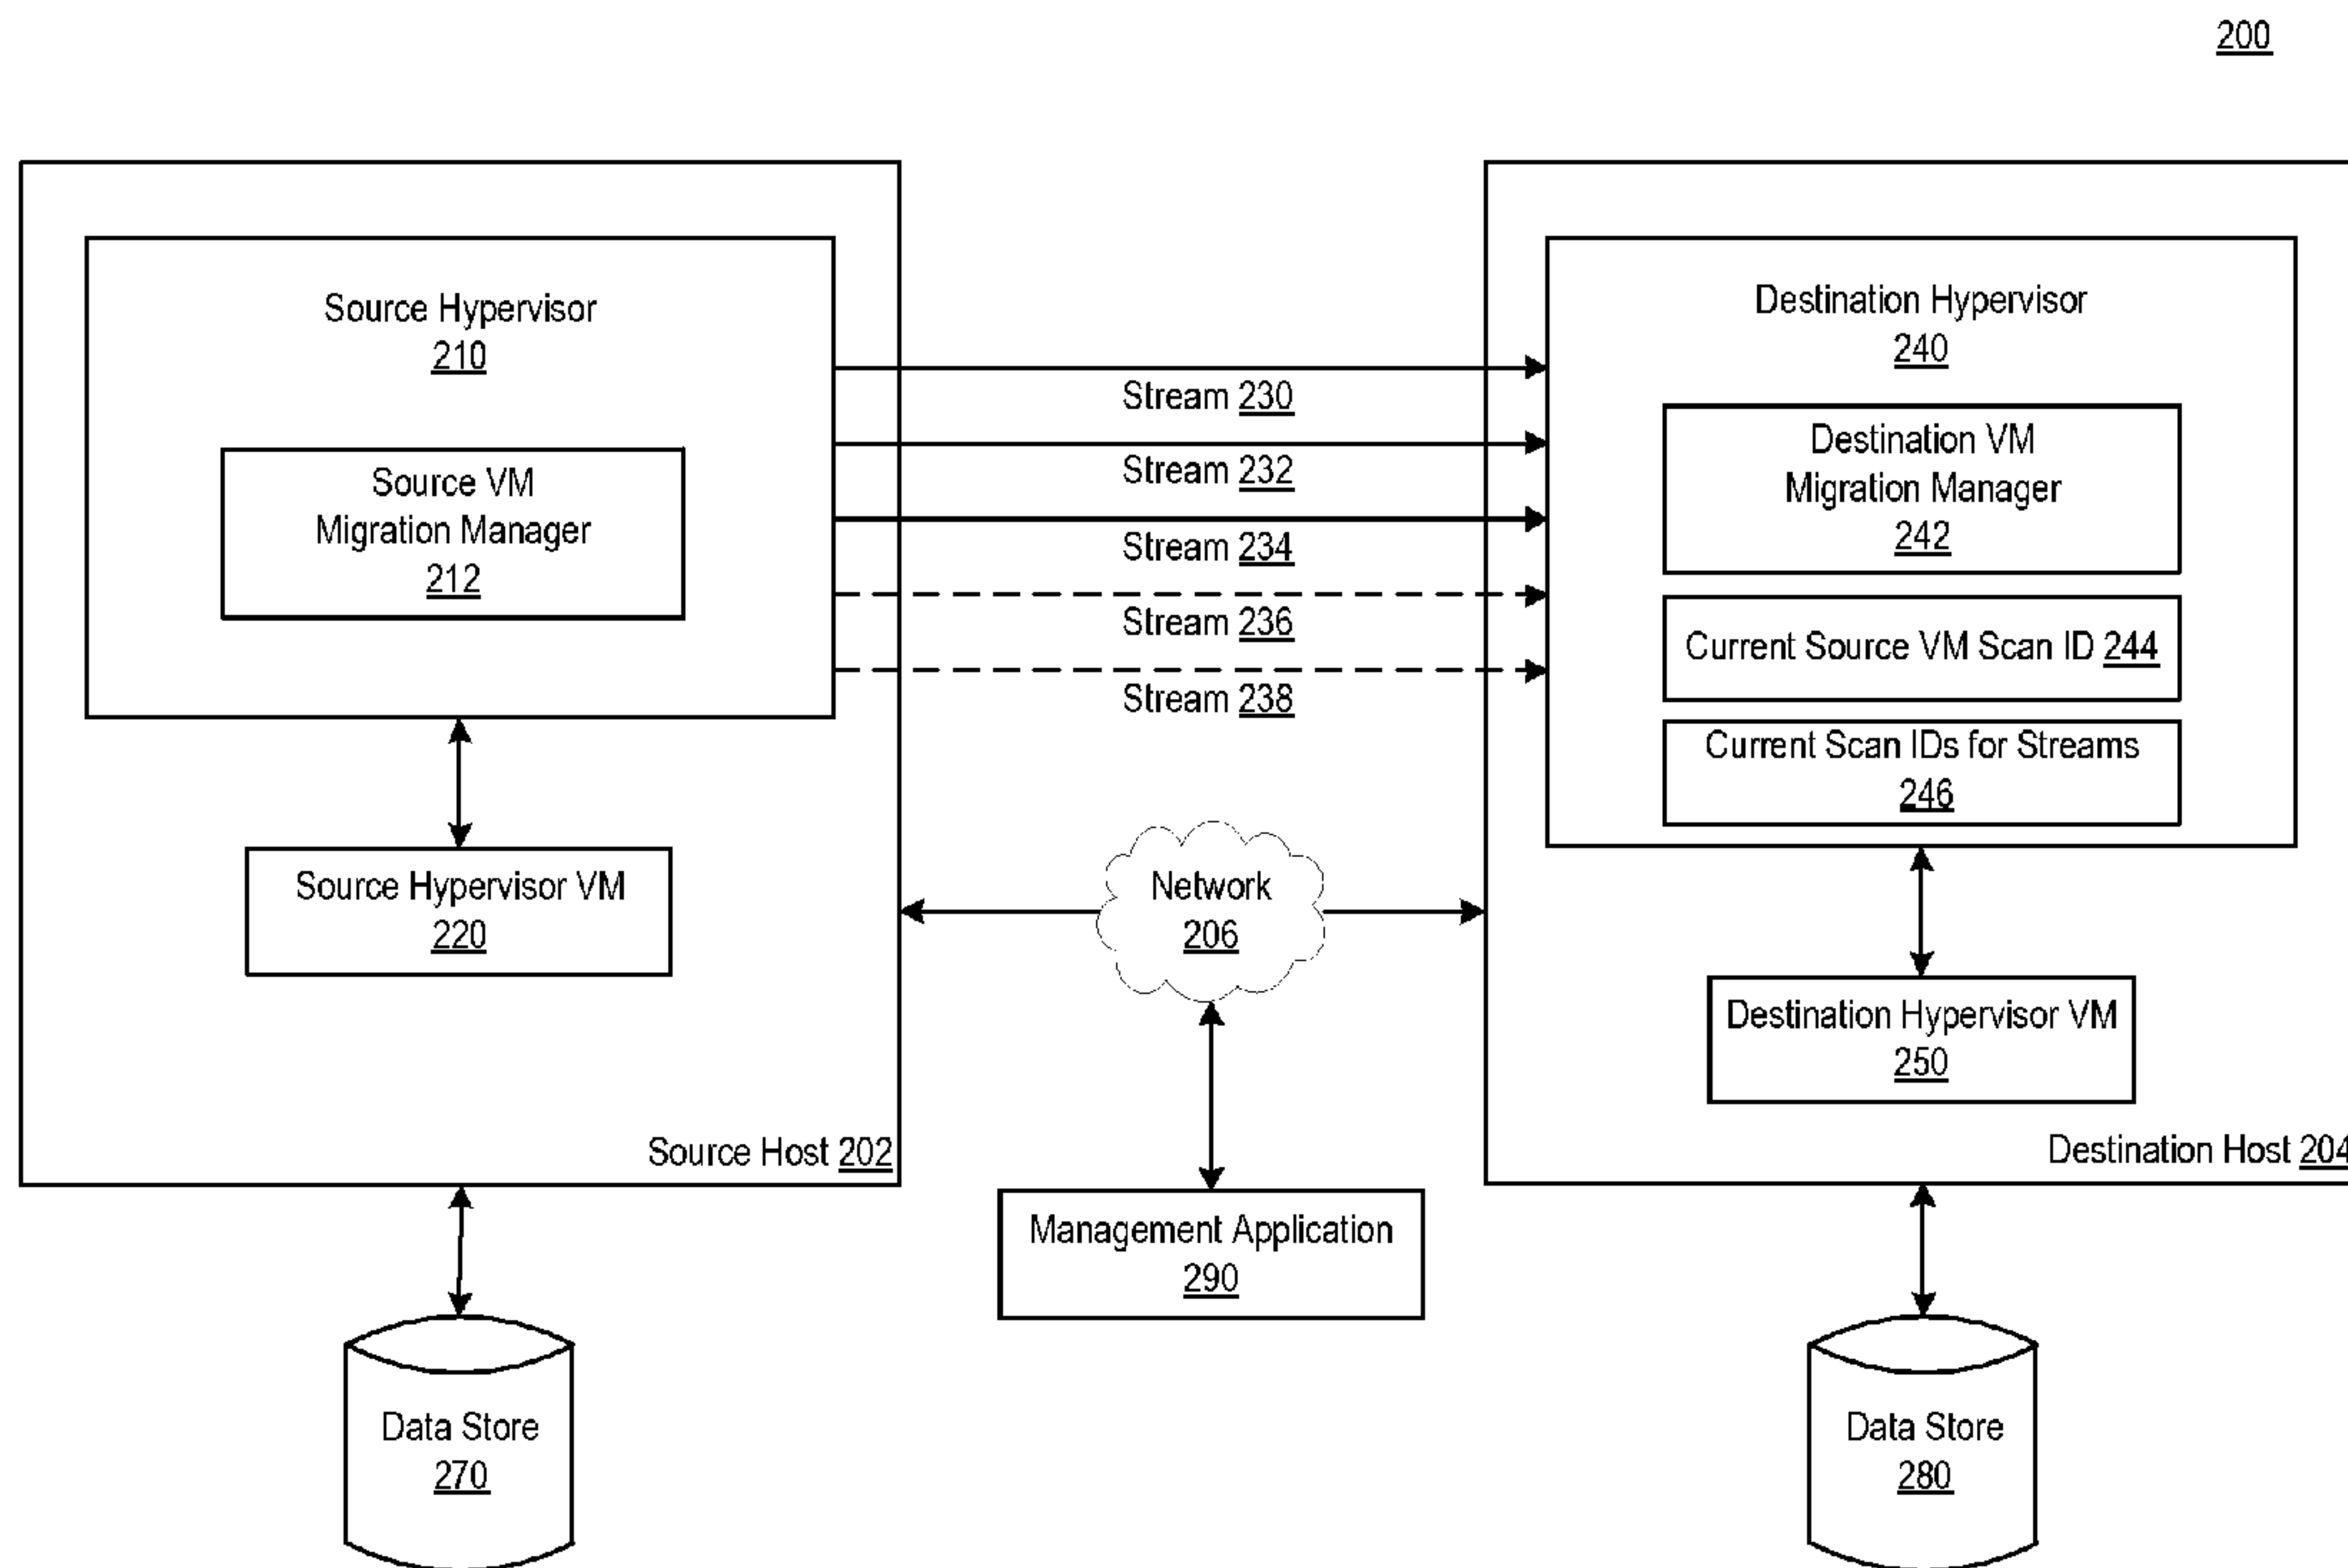 200
Source Hypervisor
210
Source VM
Migration Manager
212
Source Hypervisor VM
220
Source Host 202
Data Store
270
Stream 230
Stream 232
Stream 234
Stream 236
Stream 238
Network
206
Management Application
290
Destination Hypervisor
240
Destination VM
Migration Manager
242
Current Source VM Scan ID 244
Current Scan IDs for Streams
246
Destination Hypervisor VM
250
Destination Host 204
Data Store
280